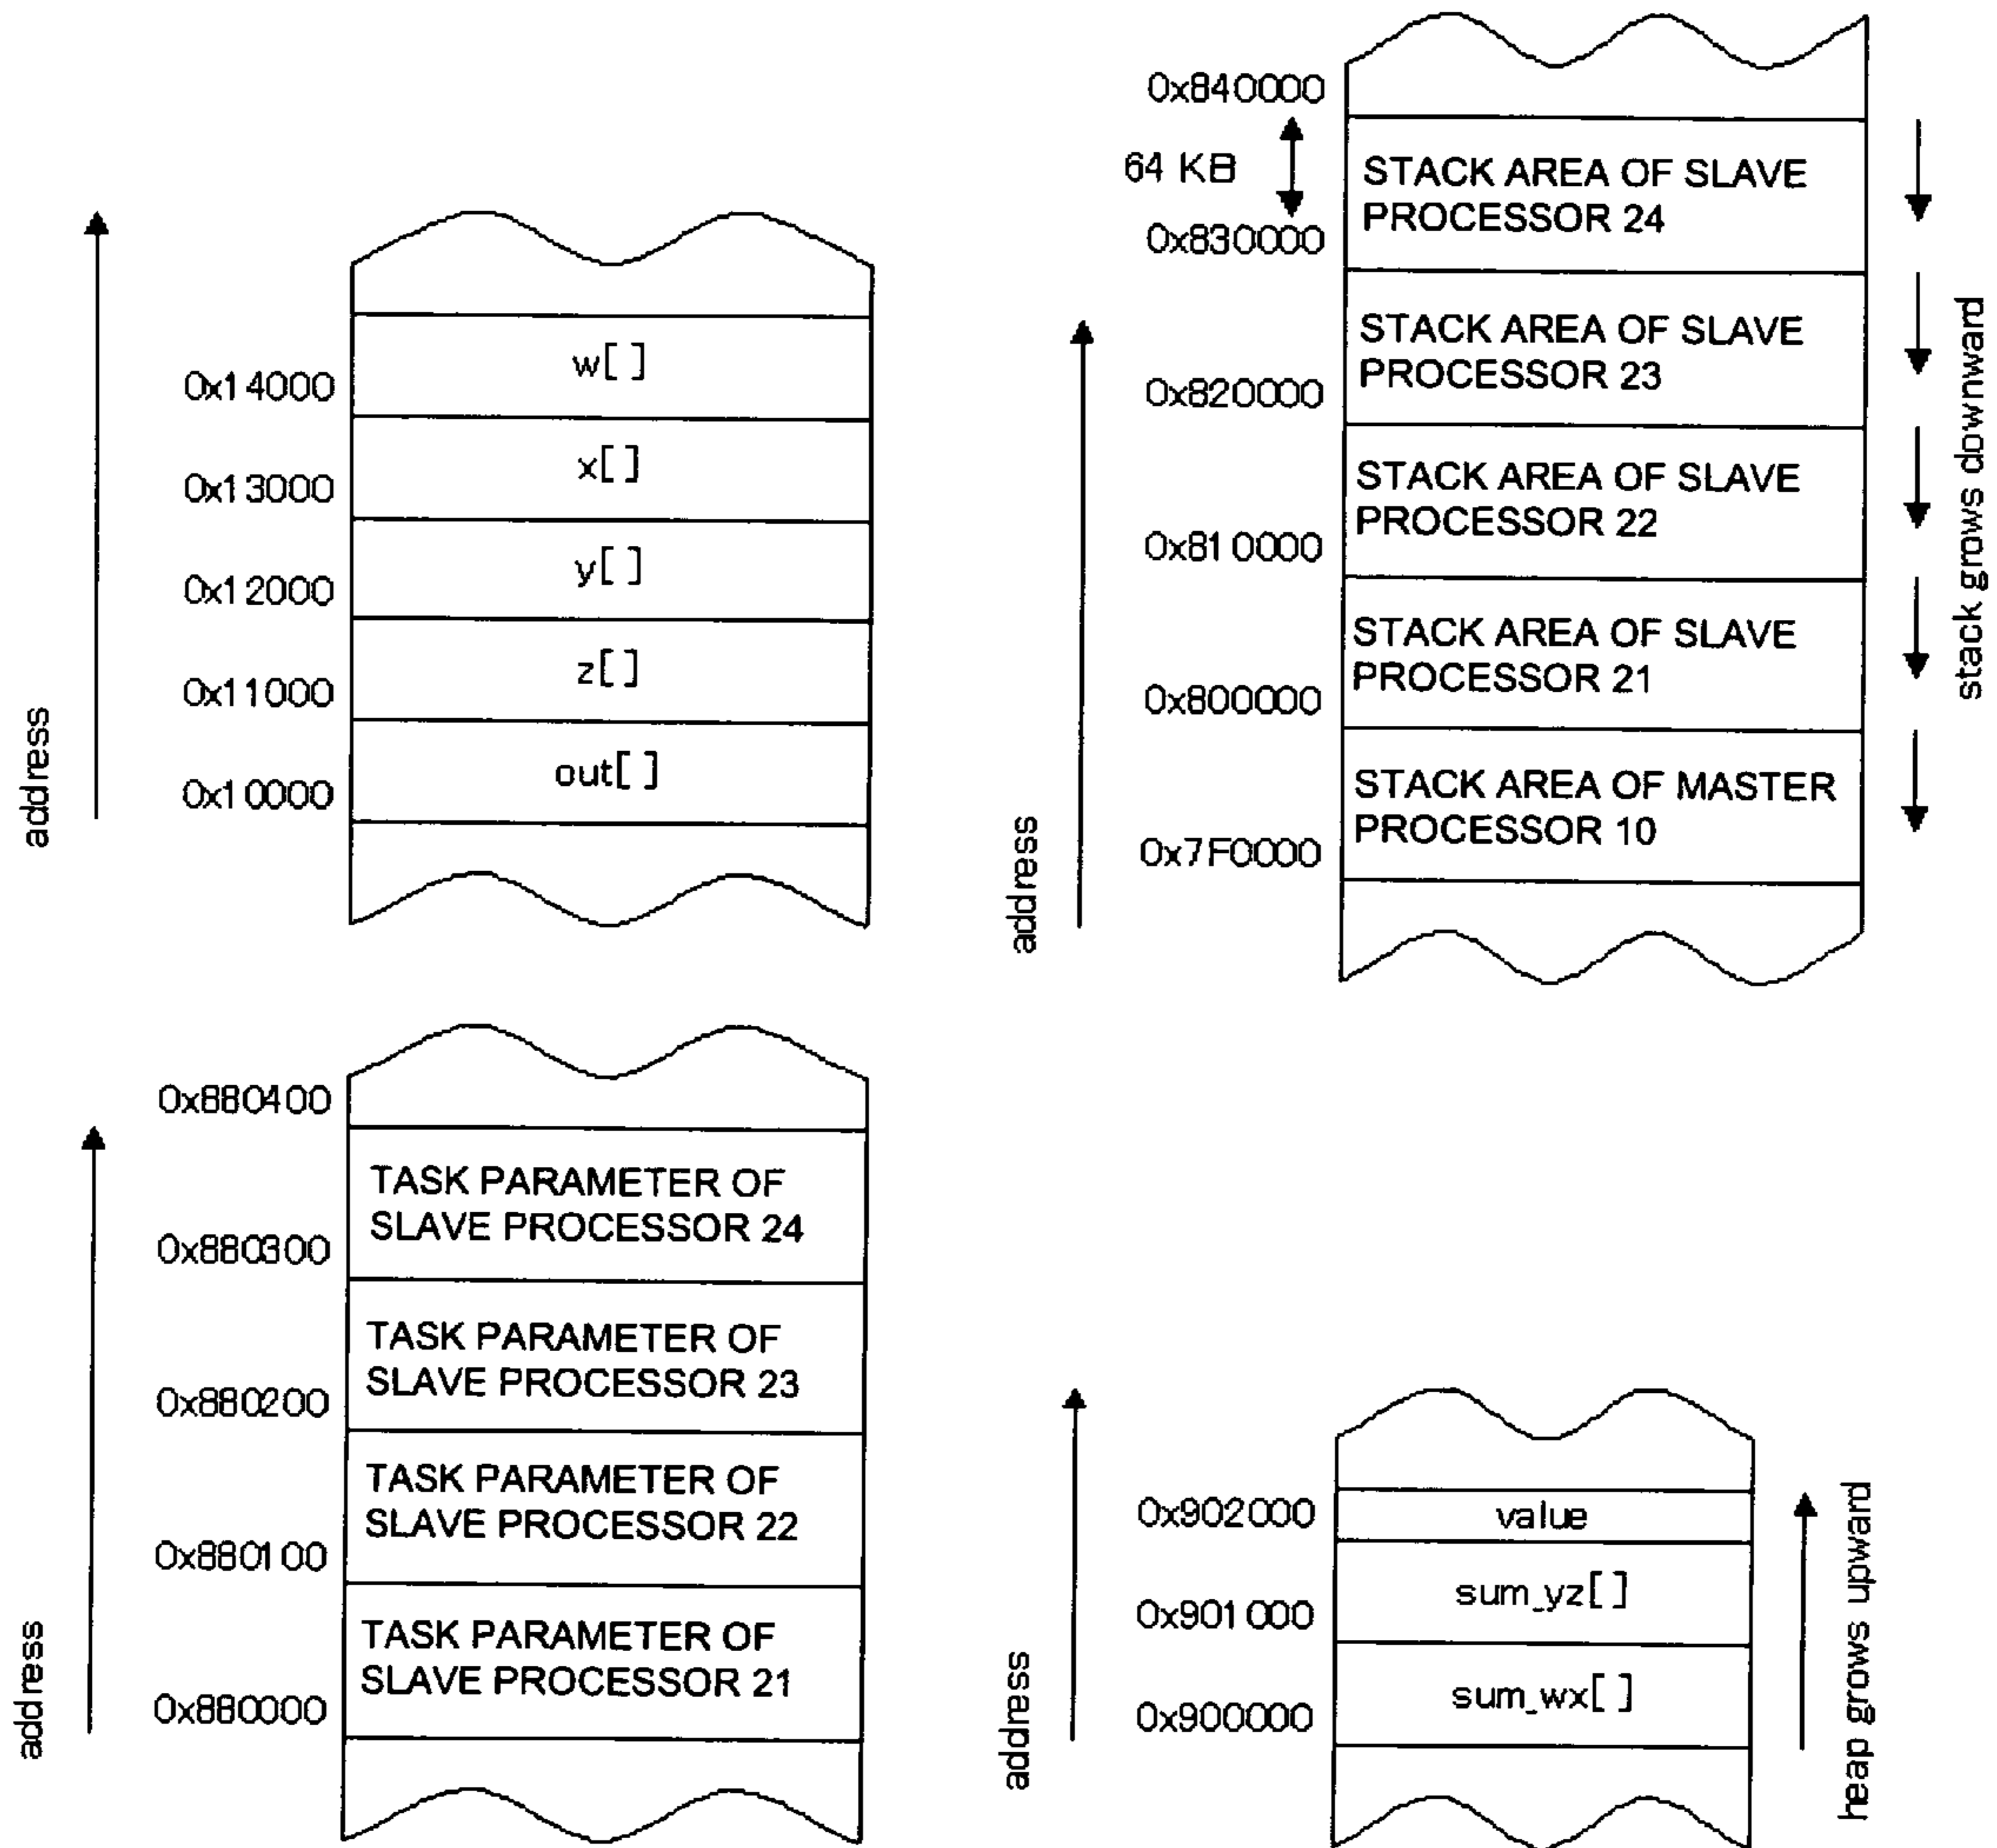 address
w[]
0x14000
x[]
0x13000
y[]
0x12000
z[]
0x11000
out[]
0x10000
0x840000
64 KB
STACK AREA OF SLAVE
PROCESSOR 24
0x830000
STACK AREA OF SLAVE
PROCESSOR 23
0x820000
STACK AREA OF SLAVE
PROCESSOR 22
0x810000
STACK AREA OF SLAVE
PROCESSOR 21
0x800000
STACK AREA OF MASTER
PROCESSOR 10
0x7F0000
address
stack grows downward
0x880400
TASK PARAMETER OF
SLAVE PROCESSOR 24
0x880300
TASK PARAMETER OF
SLAVE PROCESSOR 23
0x880200
TASK PARAMETER OF
SLAVE PROCESSOR 22
0x880100
TASK PARAMETER OF
SLAVE PROCESSOR 21
0x880000
address
0x902000
value
sum_yz[]
0x901000
sum_wx[]
0x900000
address
heap grows upward